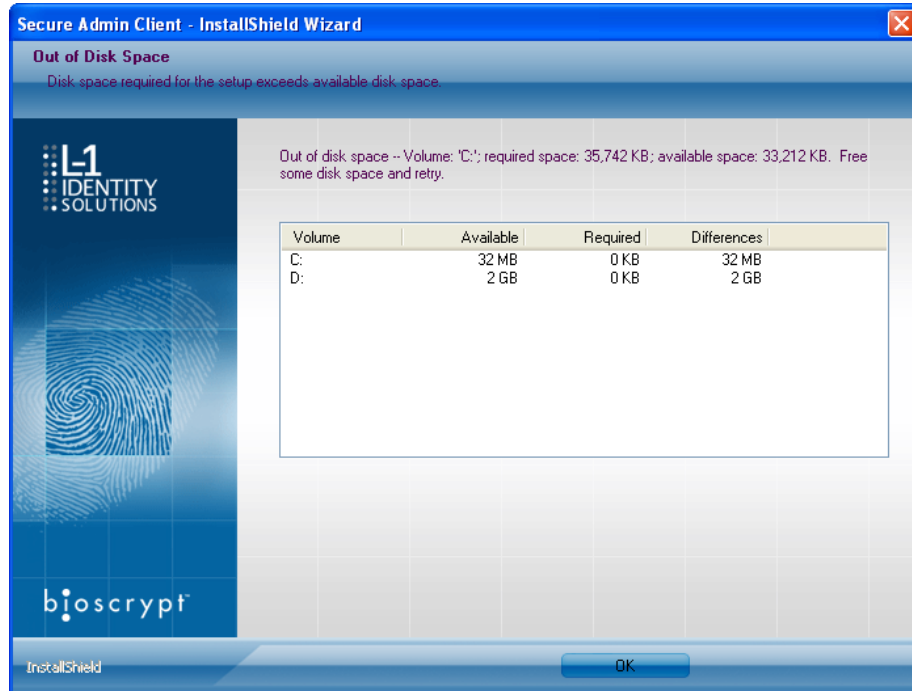 Secure Admin Client - InstallShield Wizard
Out of Disk Space
Disk space required for the setup exceeds available disk space.
L-1
IDENTITY
SOLUTIONS
Out of disk space -- Volume: 'C:'; required space: 35,742 KB; available space: 33,212 KB. Free
some disk space and retry.
Volume Available Required Differences
C: 32 MB 0 KB 32 MB
D: 2 GB 0 KB 2 GB
bioscrypt
InstallShield
OK